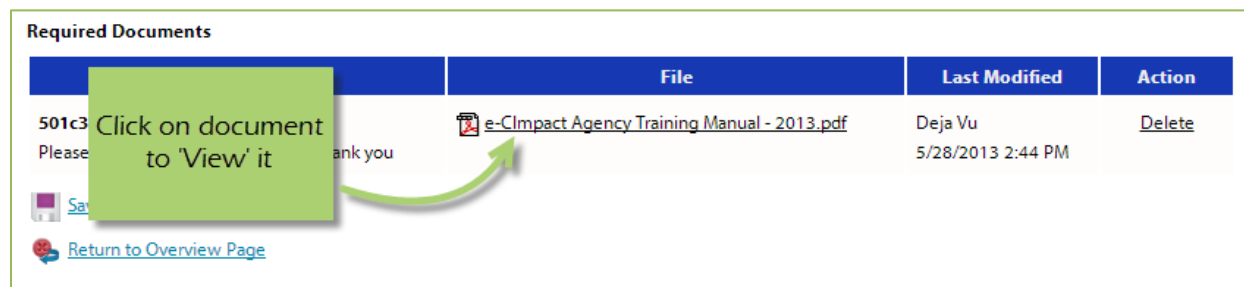 Required Documents
File Last Modified Action
501c3 e-CImpact Agency Training Manual - 2013.pdf Deja Vu Delete
Please ank you 5/28/2013 2:44 PM
Click on document
to 'View' it
Sa
Return to Overview Page